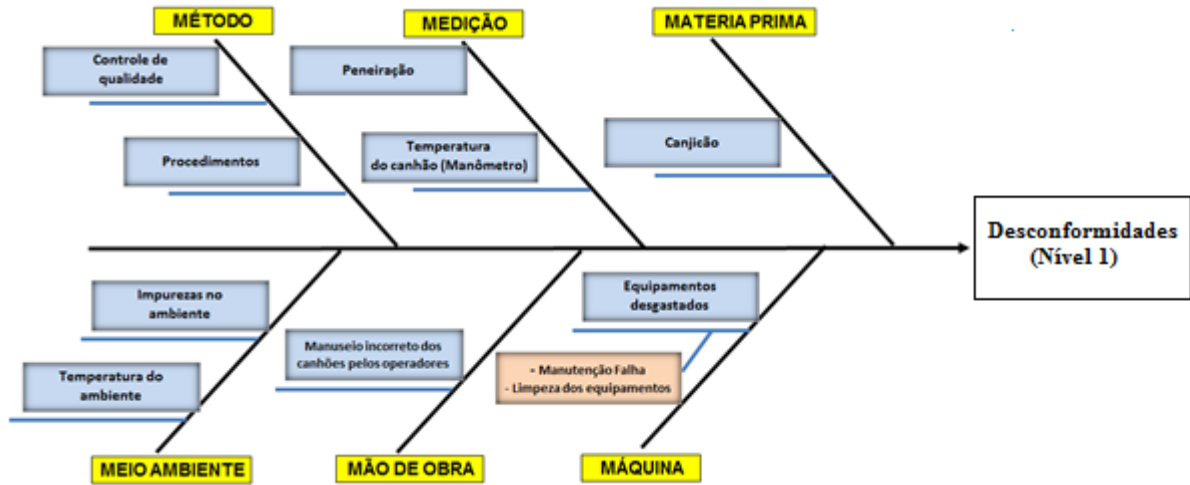 MÉTODO
MEDIÇÃO
MATERIA PRIMA
Controle de
qualidade
Peneiração
Procedimentos
Temperatura
do canhão (Manômetro)
Canjicão
Desconformidades
(Nível 1)
Impurezas no
ambiente
Equipamentos
desgastados
Manuseio incorreto dos
canhões pelos operadores
- Manutenção Falha
- Limpeza dos equipamentos
Temperatura do
ambiente
MEIO AMBIENTE
MÃO DE OBRA
MÁQUINA